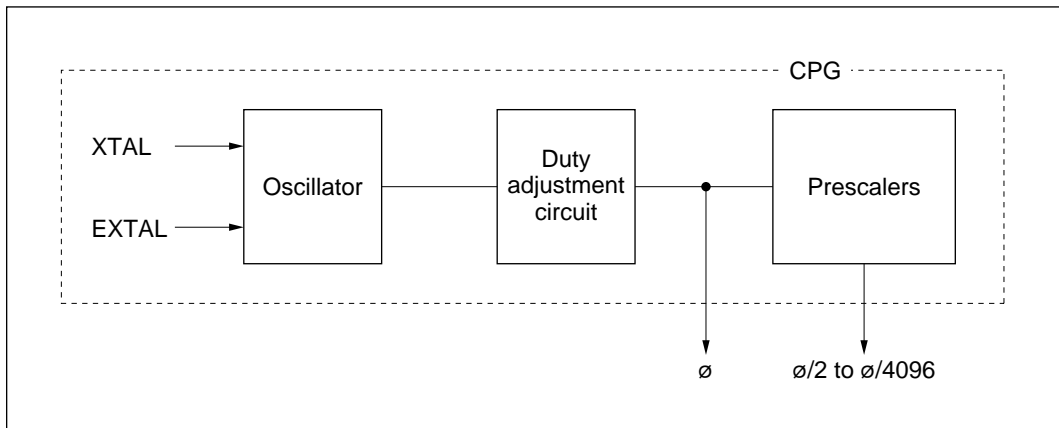 CPG
XTAL
EXTAL
Oscillator
Duty
adjustment
circuit
Prescalers
ø
ø/2 to ø/4096